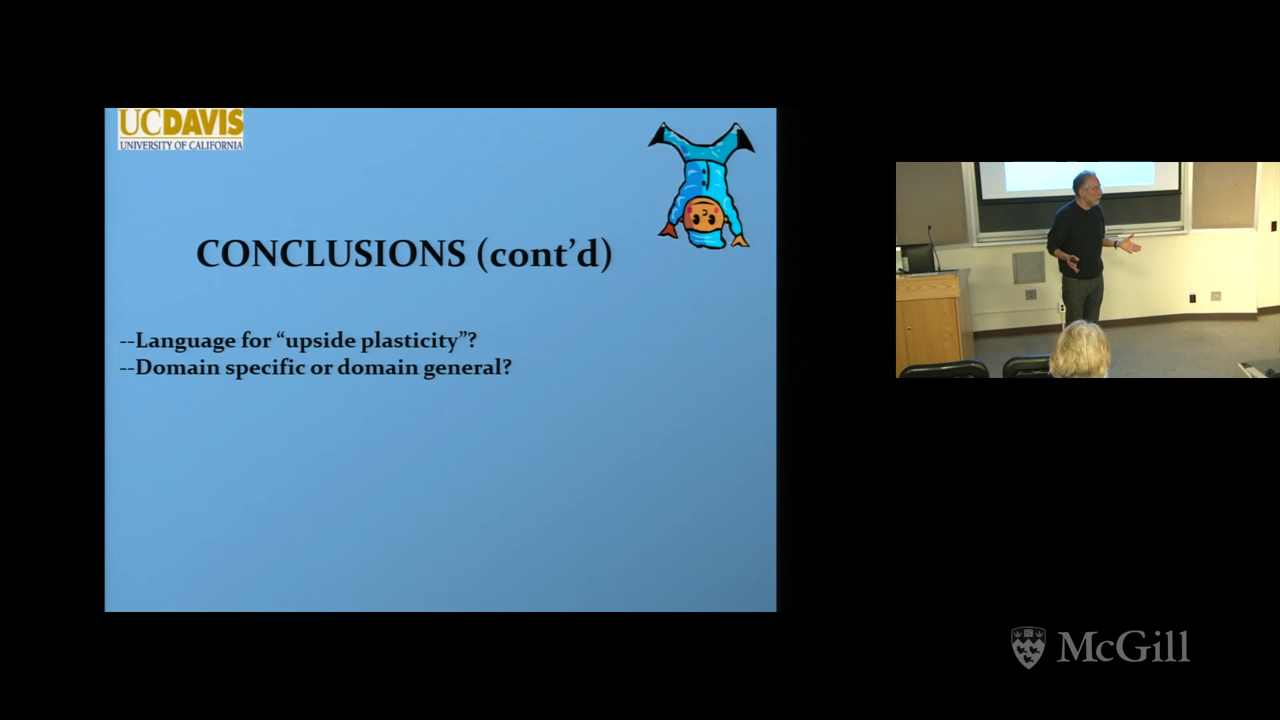 UCDAVIS
UNIVERSITY OF CALIFORNIA
CONCLUSIONS (cont’d)
--Language for “upside plasticity”?
--Domain specific or domain general?
McGill